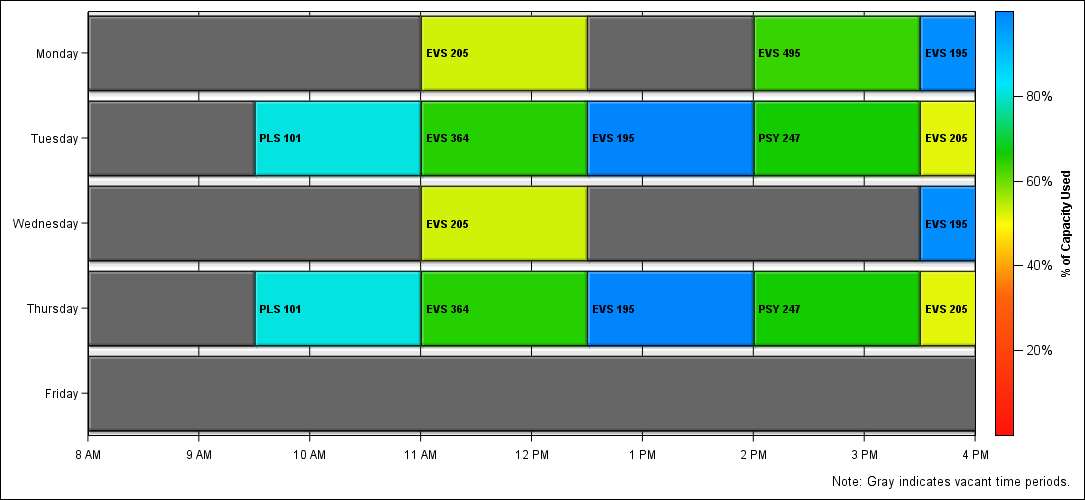 Monday
EVS 205
EVS 495
EVS 195
Tuesday
PLS 101
EVS 364
EVS 195
PSY 247
EVS 205
Wednesday
EVS 205
EVS 195
Thursday
PLS 101
EVS 364
EVS 195
PSY 247
EVS 205
Friday
8 AM
9 AM
10 AM
11 AM
12 PM
1 PM
2 PM
3 PM
4 PM
80%
60%
40%
20%
% of Capacity Used
Note: Gray indicates vacant time periods.